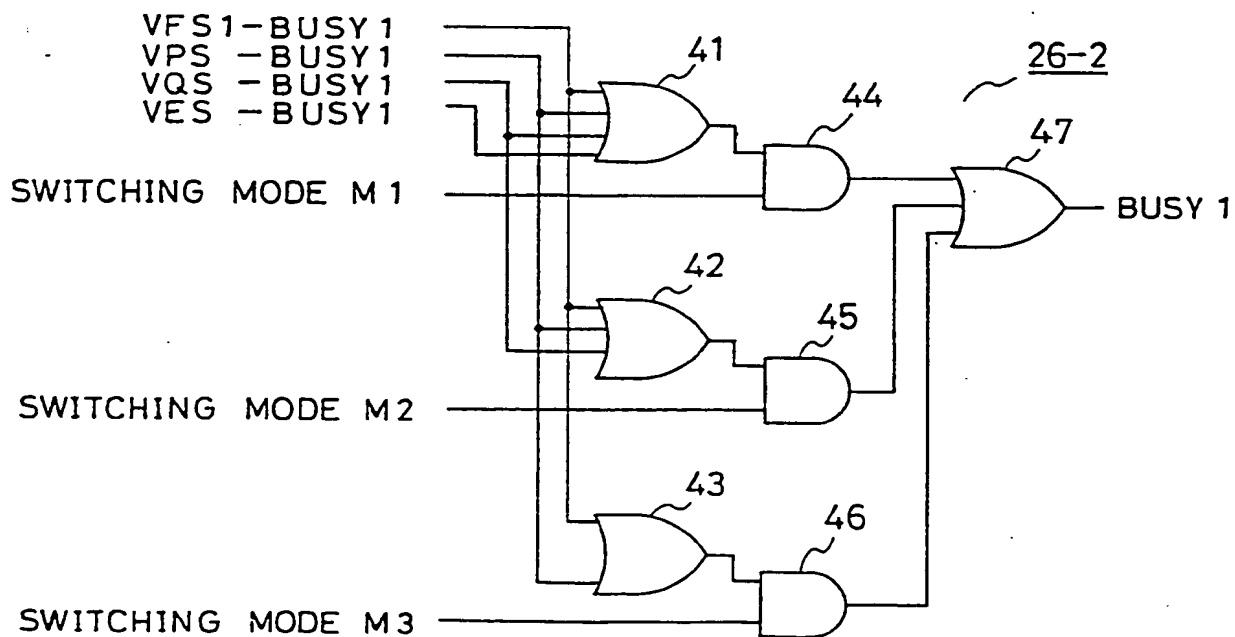 VFS1-BUSY1
VPS -BUSY1
VQS -BUSY1
VES -BUSY1
41
26-2
44
47
SWITCHING MODE M1
BUSY 1
42
45
SWITCHING MODE M2
43
46
SWITCHING MODE M3